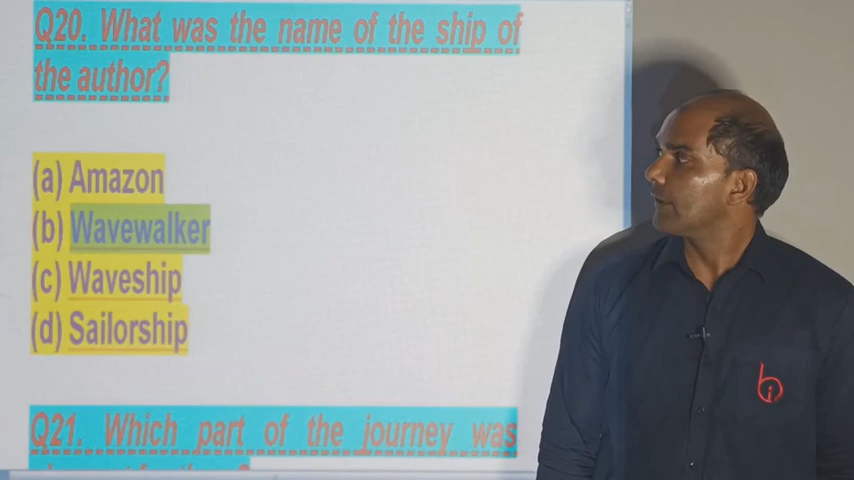 Q20. What was the name of the ship of
the author?
(a) Amazon
(b) Wavewalker
(c) Waveship
(d) Sailorship
Q21. Which part of the journey was